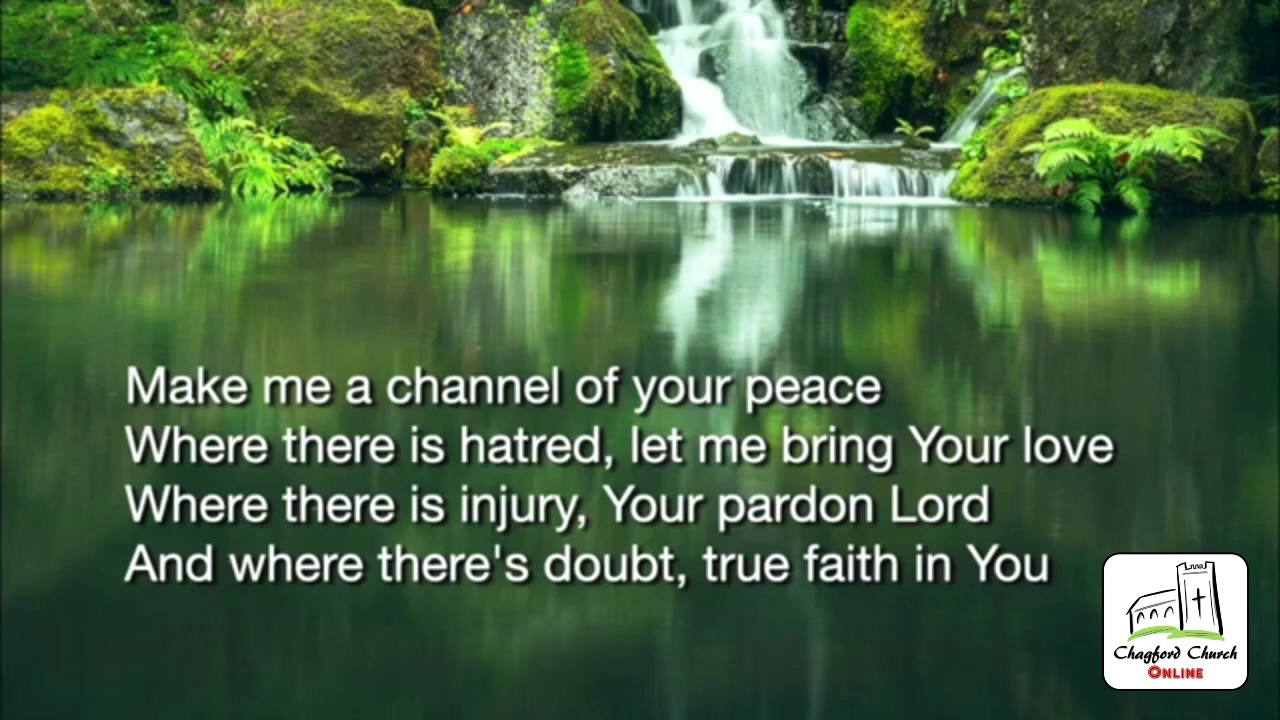 Make me a channel of your peace
Where there is hatred, let me bring Your love
Where there is injury, Your pardon Lord
And where there's doubt, true faith in You
Chagford Church
ONLINE